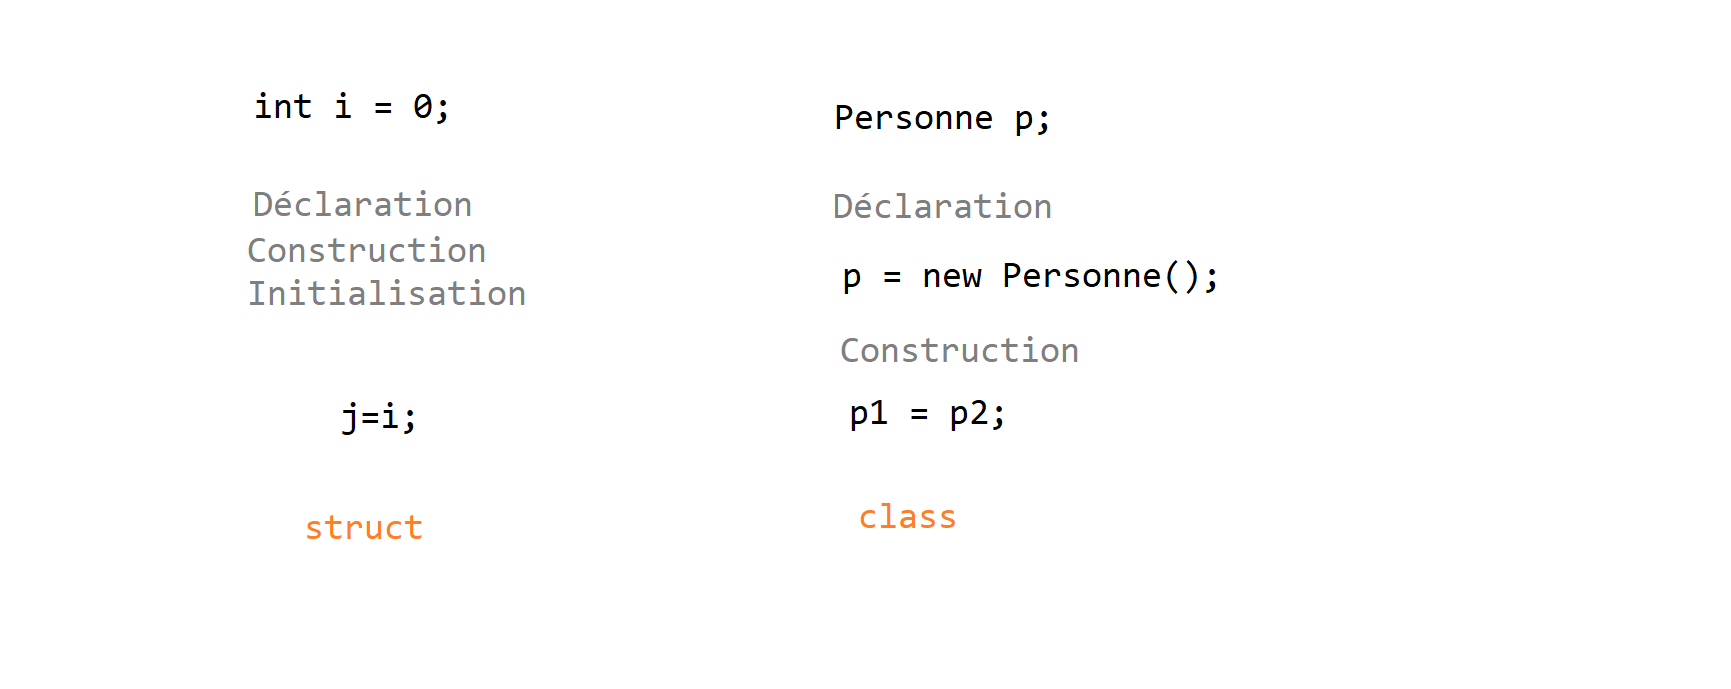 int i = 0;
Déclaration
Construction
Initialisation
j=i;
struct
Personne p;
Déclaration
p = new Personne();
Construction
p1 = p2;
class